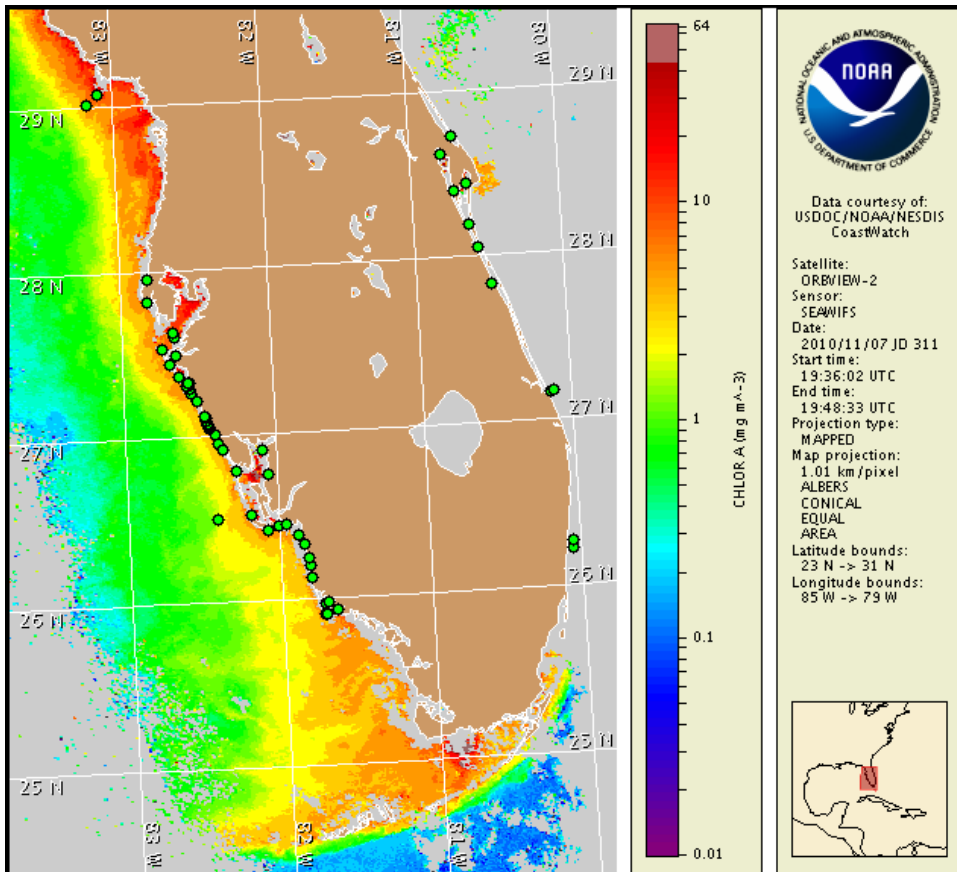 83 W
82 W
81 W
80 W
29 N
29 N
28 N
28 N
27 N
27 N
26 N
26 N
25 N
25 N
83 W
82 W
81 W
64
10
1
0.1
0.01
CHLOR A (mg m^-3)
NATIONAL OCEANIC AND ATMOSPHERIC ADMINISTRATION
NOAA
U.S. DEPARTMENT OF COMMERCE
Data courtesy of:
USDOC/NOAA/NESDIS
CoastWatch
Satellite:
ORBVIEW-2
Sensor:
SEAWIFS
Date:
2010/11/07 JD 311
Start time:
19:36:02 UTC
End time:
19:48:33 UTC
Projection type:
MAPPED
Map projection:
1.01 km/pixel
ALBERS
CONICAL
EQUAL
AREA
Latitude bounds:
23 N -> 31 N
Longitude bounds:
85 W -> 79 W